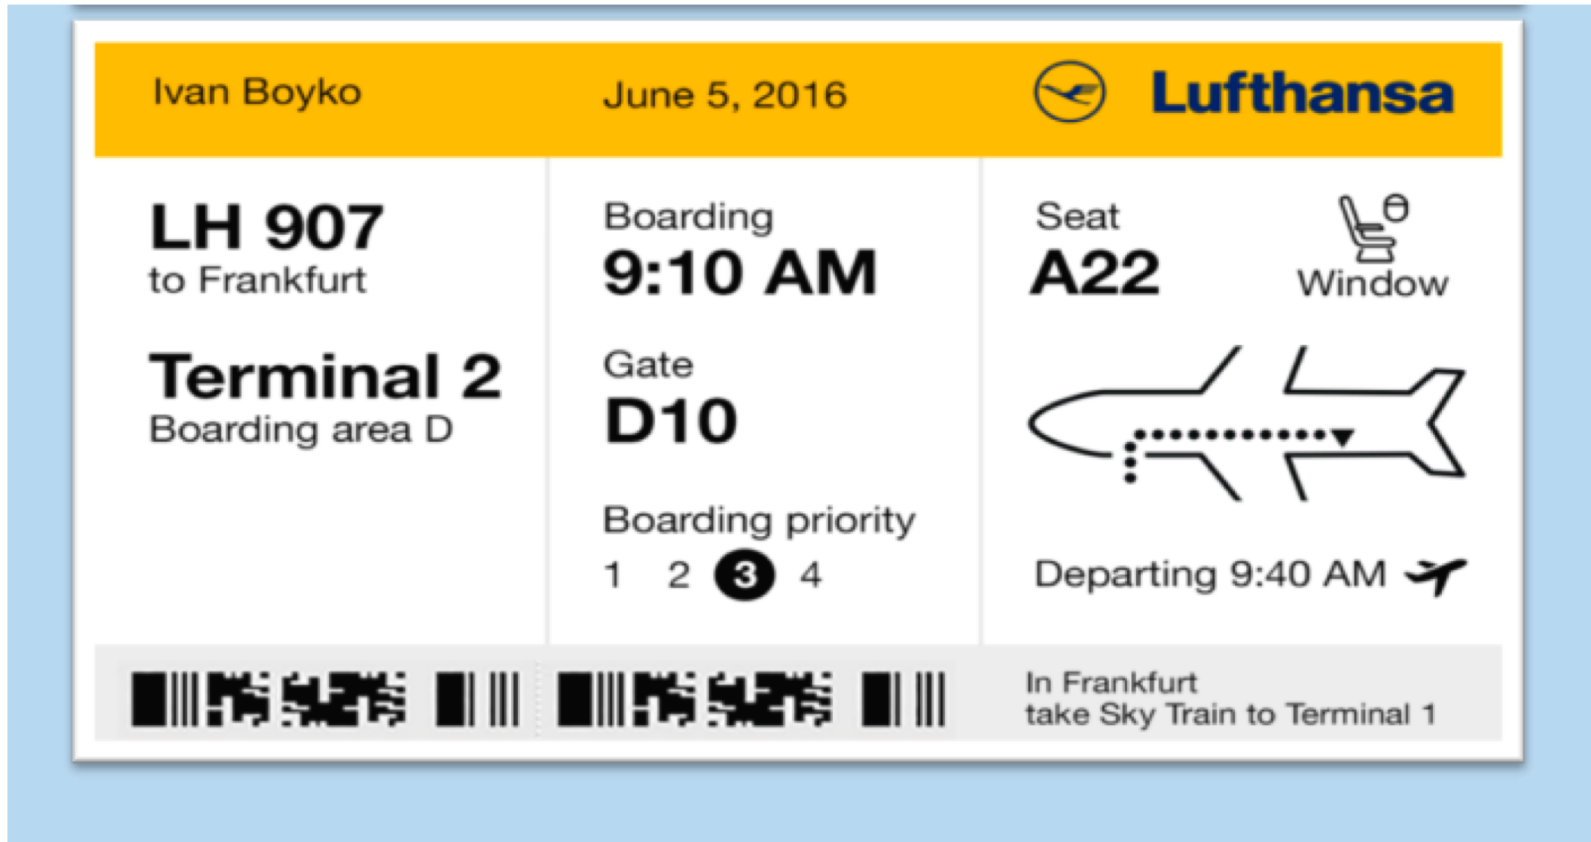 Ivan Boyko
June 5, 2016
Lufthansa
LH 907
to Frankfurt
Terminal 2
Boarding area D
Boarding
9:10 AM
Gate
D10
Boarding priority
1 2 3 4
Seat
A22
Window
Departing 9:40 AM
In Frankfurt
take Sky Train to Terminal 1